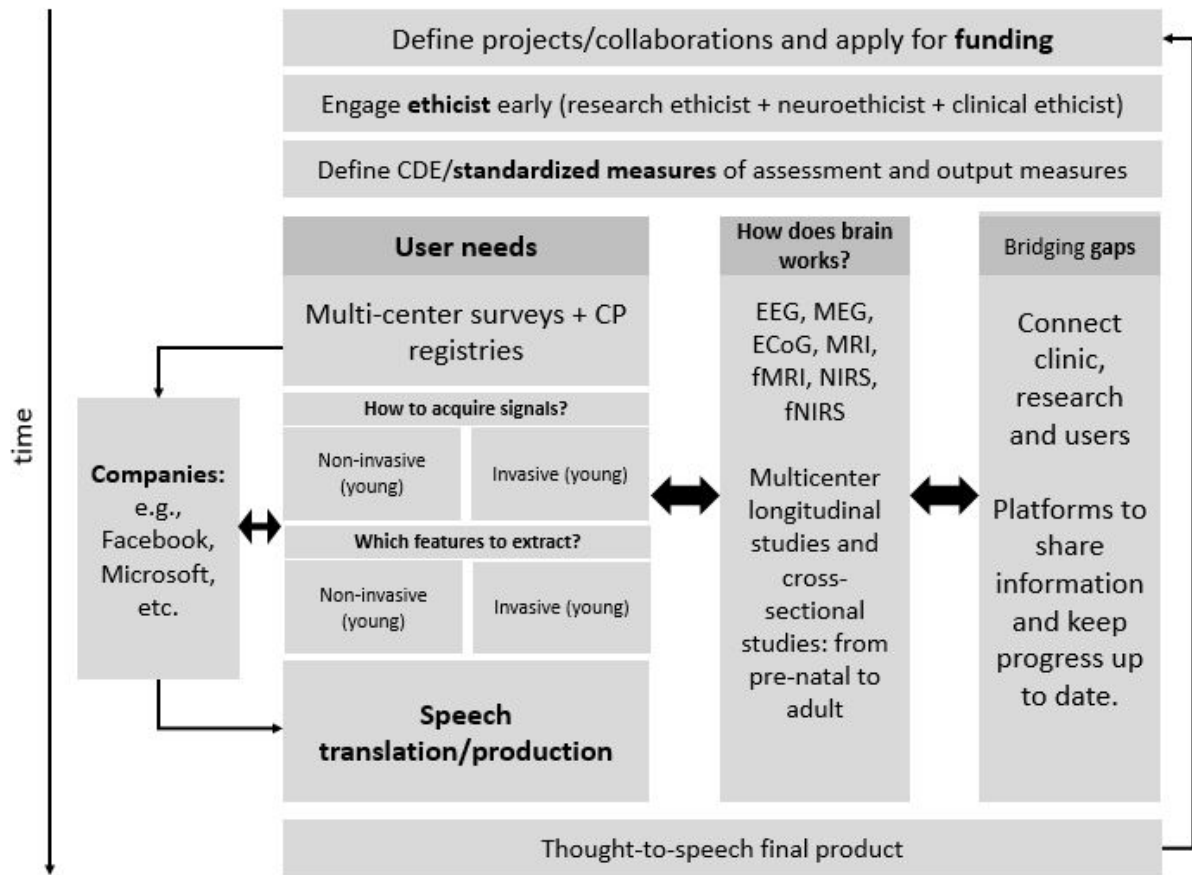 Define projects/collaborations and apply for funding
Engage ethicist early (research ethicist + neuroethicist + clinical ethicist)
Define CDE/standardized measures of assessment and output measures
time
Companies:
e.g.,
Facebook,
Microsoft,
etc.
User needs
Multi-center surveys + CP
registries
How to acquire signals?
Non-invasive
(young)
Invasive (young)
Which features to extract?
Non-invasive
(young)
Invasive (young)
Speech
translation/production
How does brain
works?
EEG, MEG,
ECoG, MRI,
fMRI, NIRS,
fNIRS
Multicenter
longitudinal
studies and
cross-
sectional
studies: from
pre-natal to
adult
Bridging gaps
Connect
clinic,
research
and users
Platforms to
share
information
and keep
progress up
to date.
Thought-to-speech final product